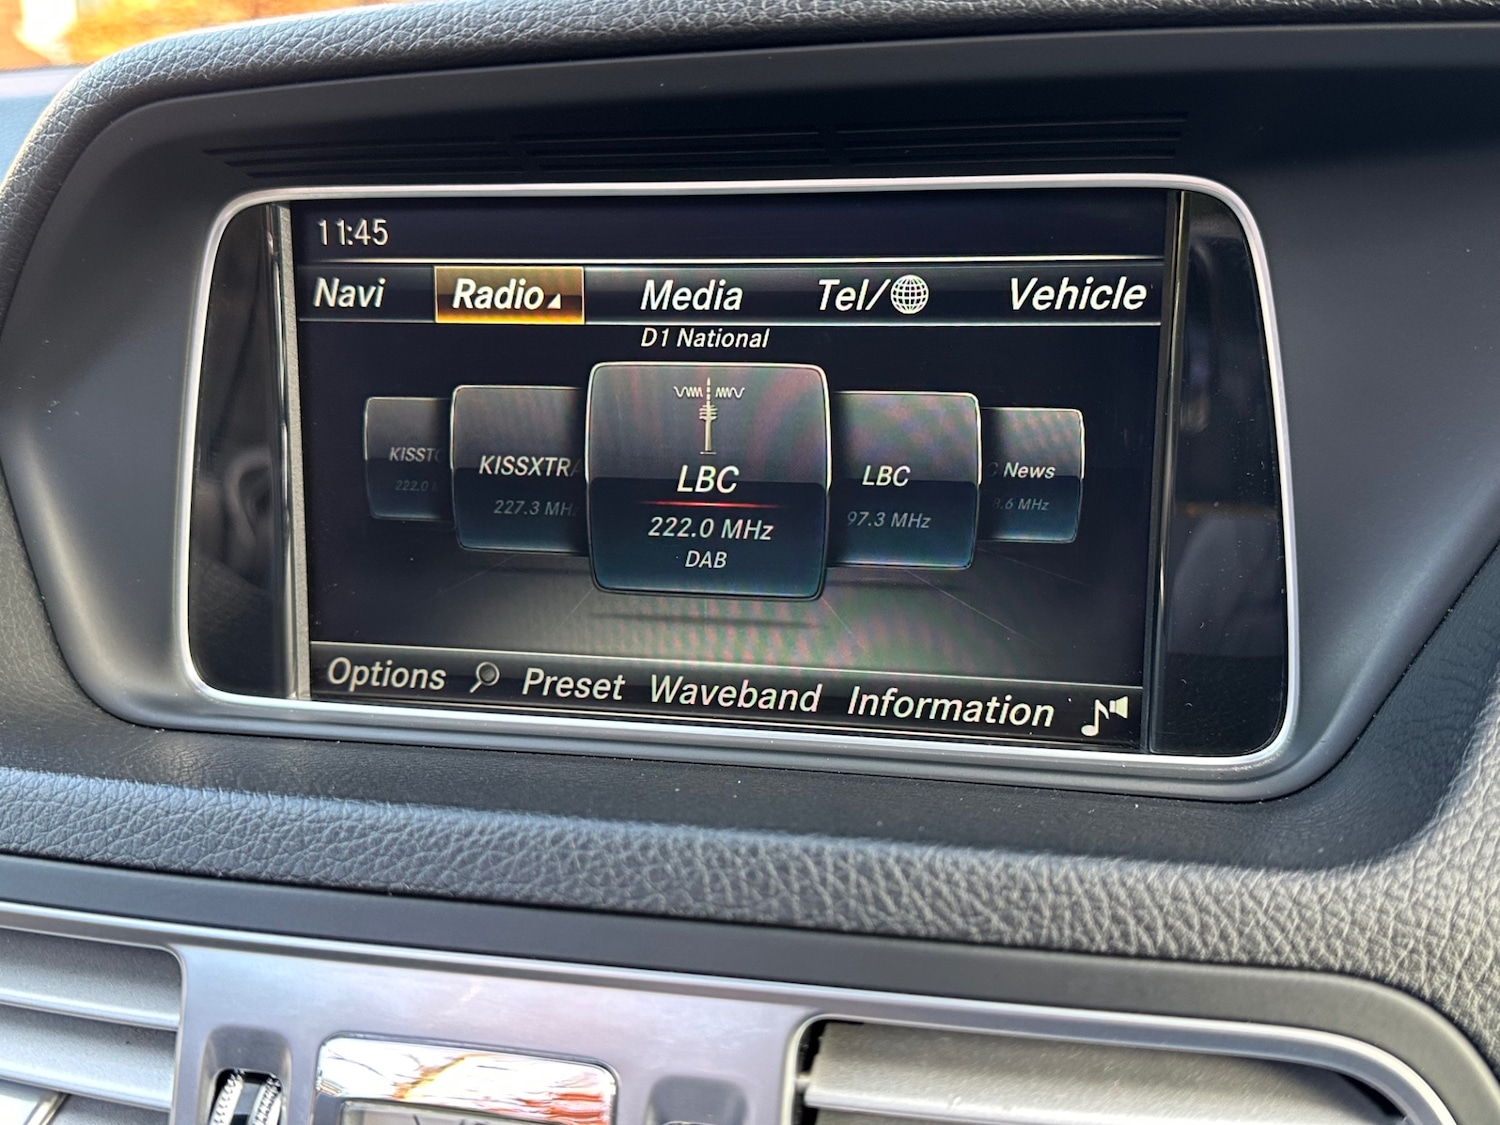 11:45
Navi Radio Media Tel/ Vehicle
D1 National
KISSXTRA LBC LBC News
227.3 MHz 222.0 MHz 97.3 MHz
DAB
Options Preset Waveband Information